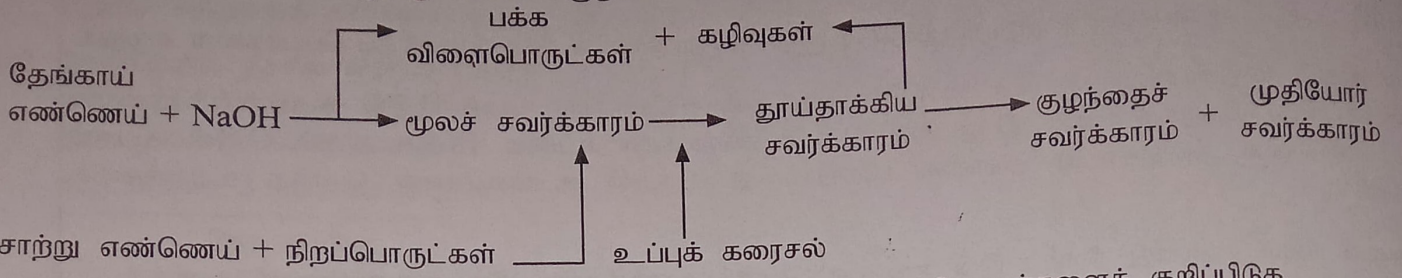 பக்க
விளைபொருட்கள் + கழிவுகள்
தேங்காய்
எண்ணெய் + NaOH
மூலச் சவர்க்காரம்
தூய்தாக்கிய
சவர்க்காரம்
குழந்தைச்
சவர்க்காரம்
+
முதியோர்
சவர்க்காரம்
சாற்று எண்ணெய் + நிறப்பொருட்கள்
உப்புக் கரைசல்
குறிப்பிடுக